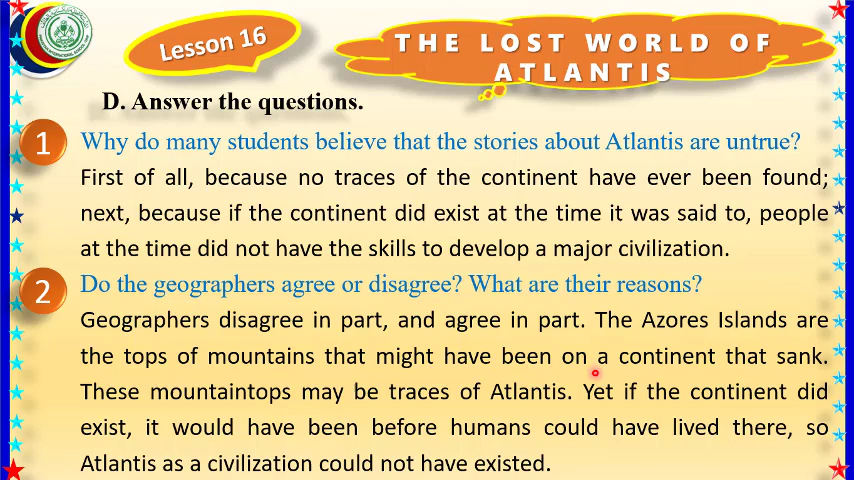 Lesson 16
THE LOST WORLD OF
ATLANTIS
D. Answer the questions.
1
Why do many students believe that the stories about Atlantis are untrue?
First of all, because no traces of the continent have ever been found;
next, because if the continent did exist at the time it was said to, people
at the time did not have the skills to develop a major civilization.
2
Do the geographers agree or disagree? What are their reasons?
Geographers disagree in part, and agree in part. The Azores Islands are
the tops of mountains that might have been on a continent that sank.
These mountaintops may be traces of Atlantis. Yet if the continent did
exist, it would have been before humans could have lived there, so
Atlantis as a civilization could not have existed.